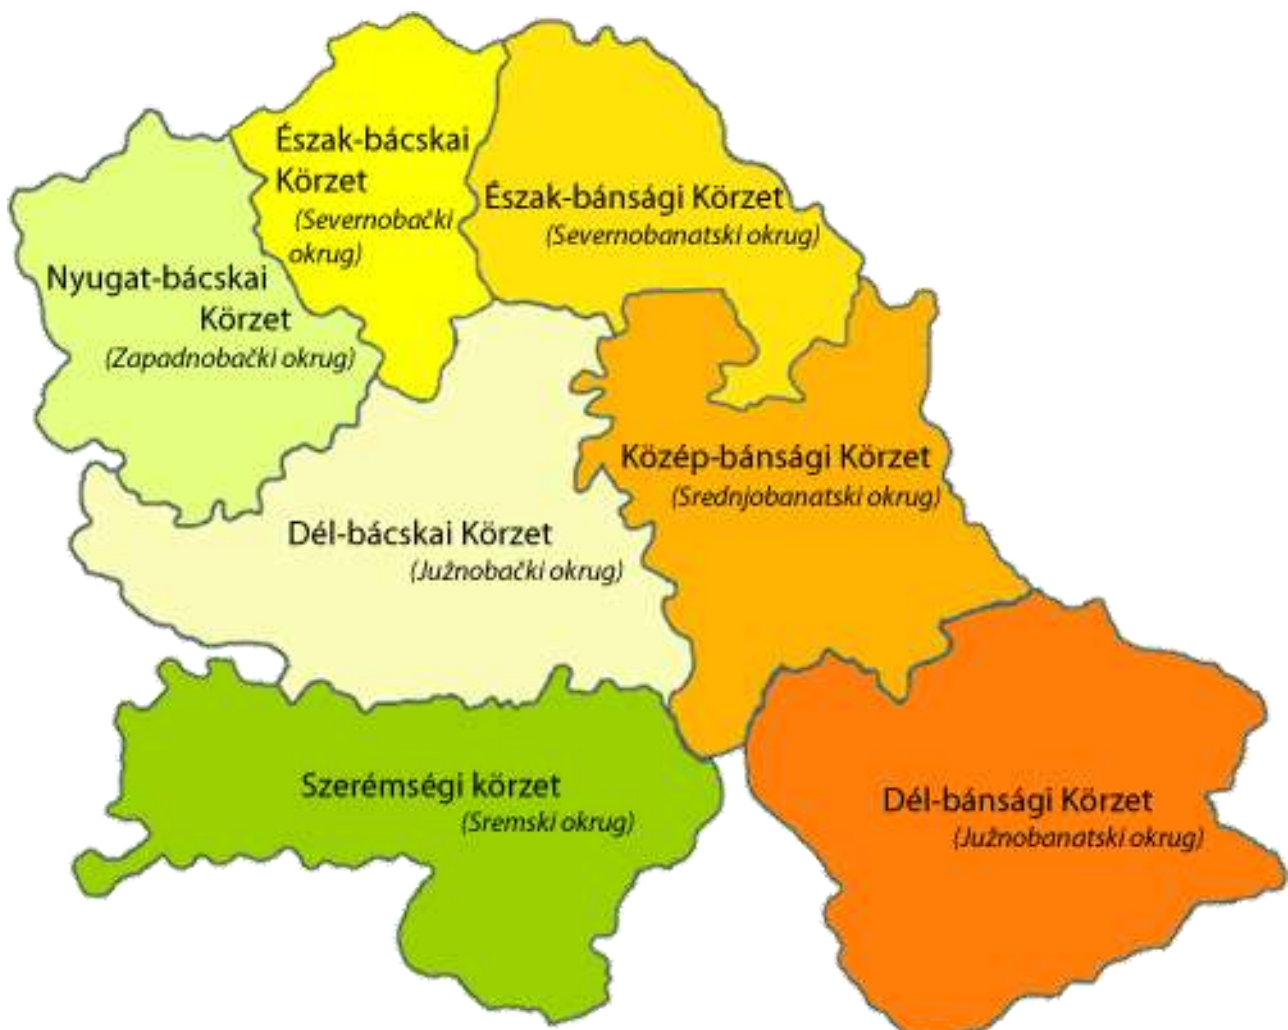 Észak-bácskai
Körzet
(Severnobački
okrug)
Észak-bánsági Körzet
(Severnobanatski okrug)
Nyugat-bácskai
Körzet
(Zapadnobački okrug)
Közép-bánsági Körzet
(Srednjobanatski okrug)
Dél-bácskai Körzet
(Južnobački okrug)
Szerémségi körzet
(Sremski okrug)
Dél-bánsági Körzet
(Južnobanatski okrug)